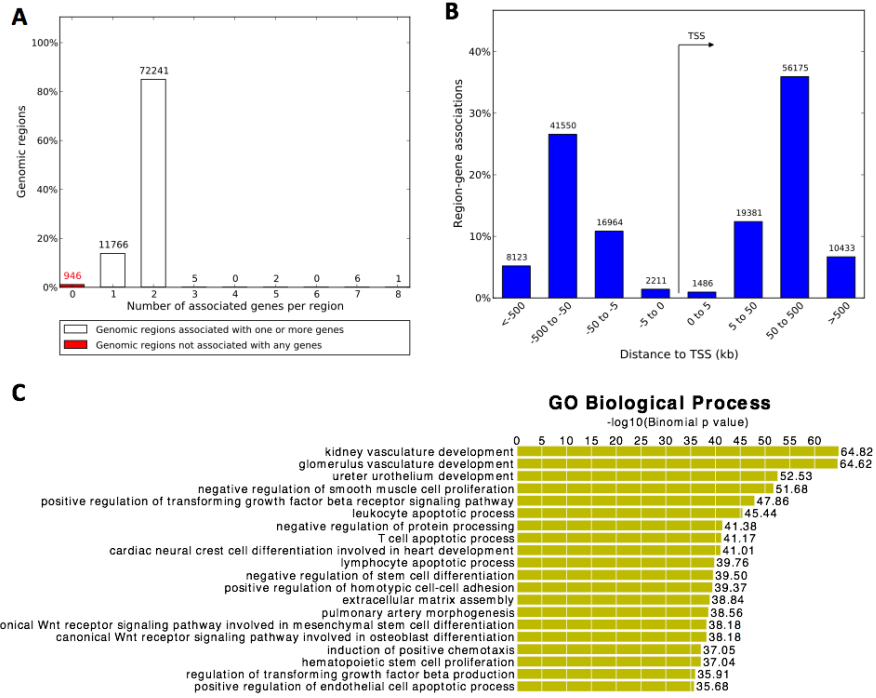 A
100%
80%
60%
40%
20%
0%
Genomic regions
946
11766
72241
5
0
2
0
6
1
0 1 2 3 4 5 6 7 8
Number of associated genes per region
Genomic regions associated with one or more genes
Genomic regions not associated with any genes
B
40%
30%
20%
10%
0%
Region-gene associations
TSS
8123
41550
16964
2211
1486
19381
56175
10433
<-500
-500 to -50
-50 to -5
-5 to 0
0 to 5
5 to 50
50 to 500
>500
Distance to TSS (kb)
C
GO Biological Process
-log10(Binomial p value)
0 5 10 15 20 25 30 35 40 45 50 55 60
kidney vasculature development 64.82
glomerulus vasculature development 64.62
ureter urothelium development 52.53
negative regulation of smooth muscle cell proliferation 51.68
positive regulation of transforming growth factor beta receptor signaling pathway 47.86
leukocyte apoptotic process 45.44
negative regulation of protein processing 41.38
T cell apoptotic process 41.17
cardiac neural crest cell differentiation involved in heart development 41.01
lymphocyte apoptotic process 39.76
negative regulation of stem cell differentiation 39.50
positive regulation of homotypic cell-cell adhesion 39.37
extracellular matrix assembly 38.84
pulmonary artery morphogenesis 38.56
onical Wnt receptor signaling pathway involved in mesenchymal stem cell differentiation 38.18
canonical Wnt receptor signaling pathway involved in osteoblast differentiation 38.18
induction of positive chemotaxis 37.05
hematopoietic stem cell proliferation 37.04
regulation of transforming growth factor beta production 35.91
positive regulation of endothelial cell apoptotic process 35.68